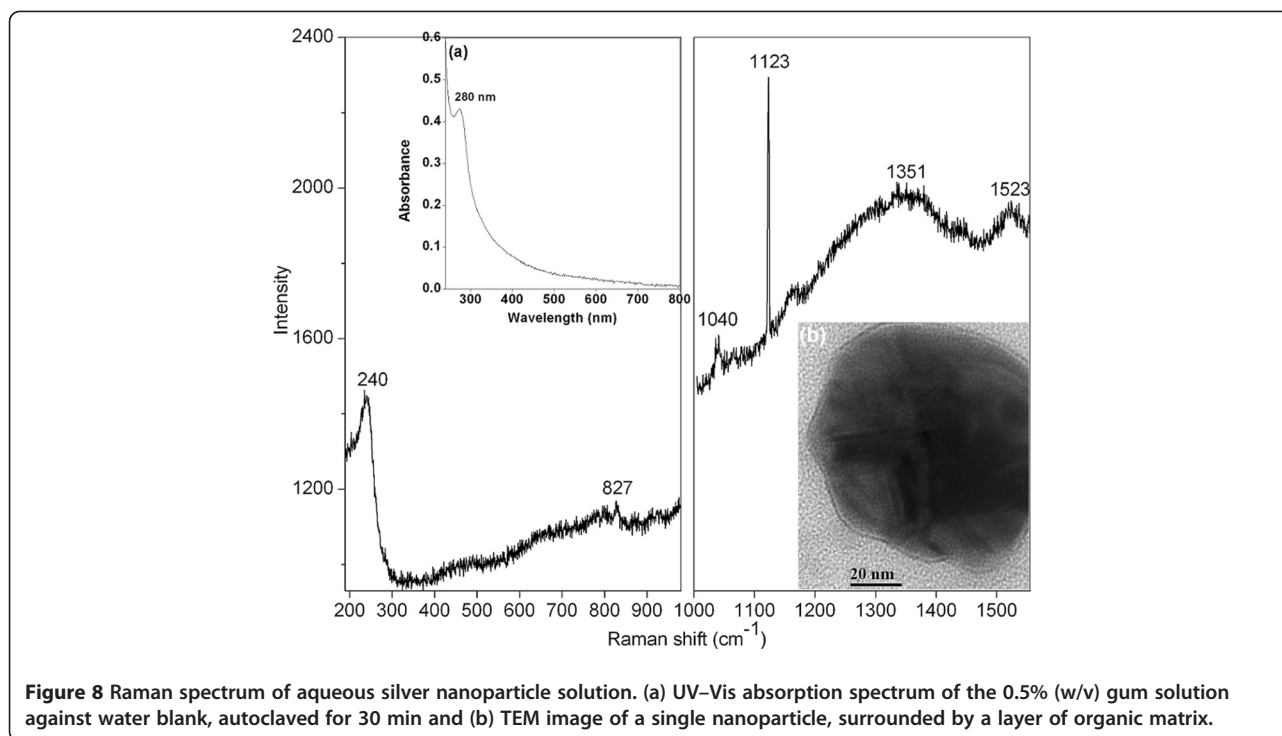 2400
2000
1600
1200
Intensity
240
827
1040
1123
1351
1523
(a)
280 nm
0.6
0.5
0.4
0.3
0.2
0.1
0.0
Absorbance
300 400 500 600 700 800
Wavelength (nm)
(b)
20 nm
200 300 400 500 600 700 800 900 1000 1100 1200 1300 1400 1500
Raman shift (cm⁻¹)
Figure 8 Raman spectrum of aqueous silver nanoparticle solution. (a) UV–Vis absorption spectrum of the 0.5% (w/v) gum solution
against water blank, autoclaved for 30 min and (b) TEM image of a single nanoparticle, surrounded by a layer of organic matrix.